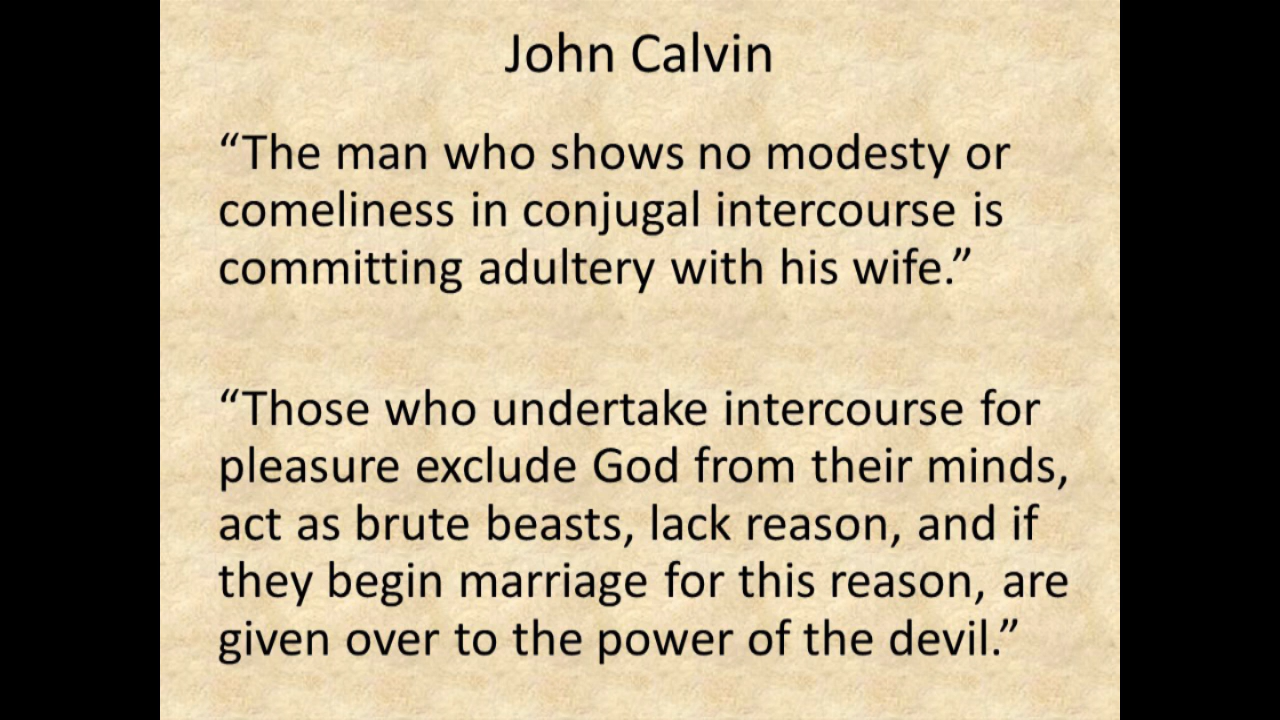 John Calvin
“The man who shows no modesty or
comeliness in conjugal intercourse is
committing adultery with his wife.”
“Those who undertake intercourse for
pleasure exclude God from their minds,
act as brute beasts, lack reason, and if
they begin marriage for this reason, are
given over to the power of the devil.”